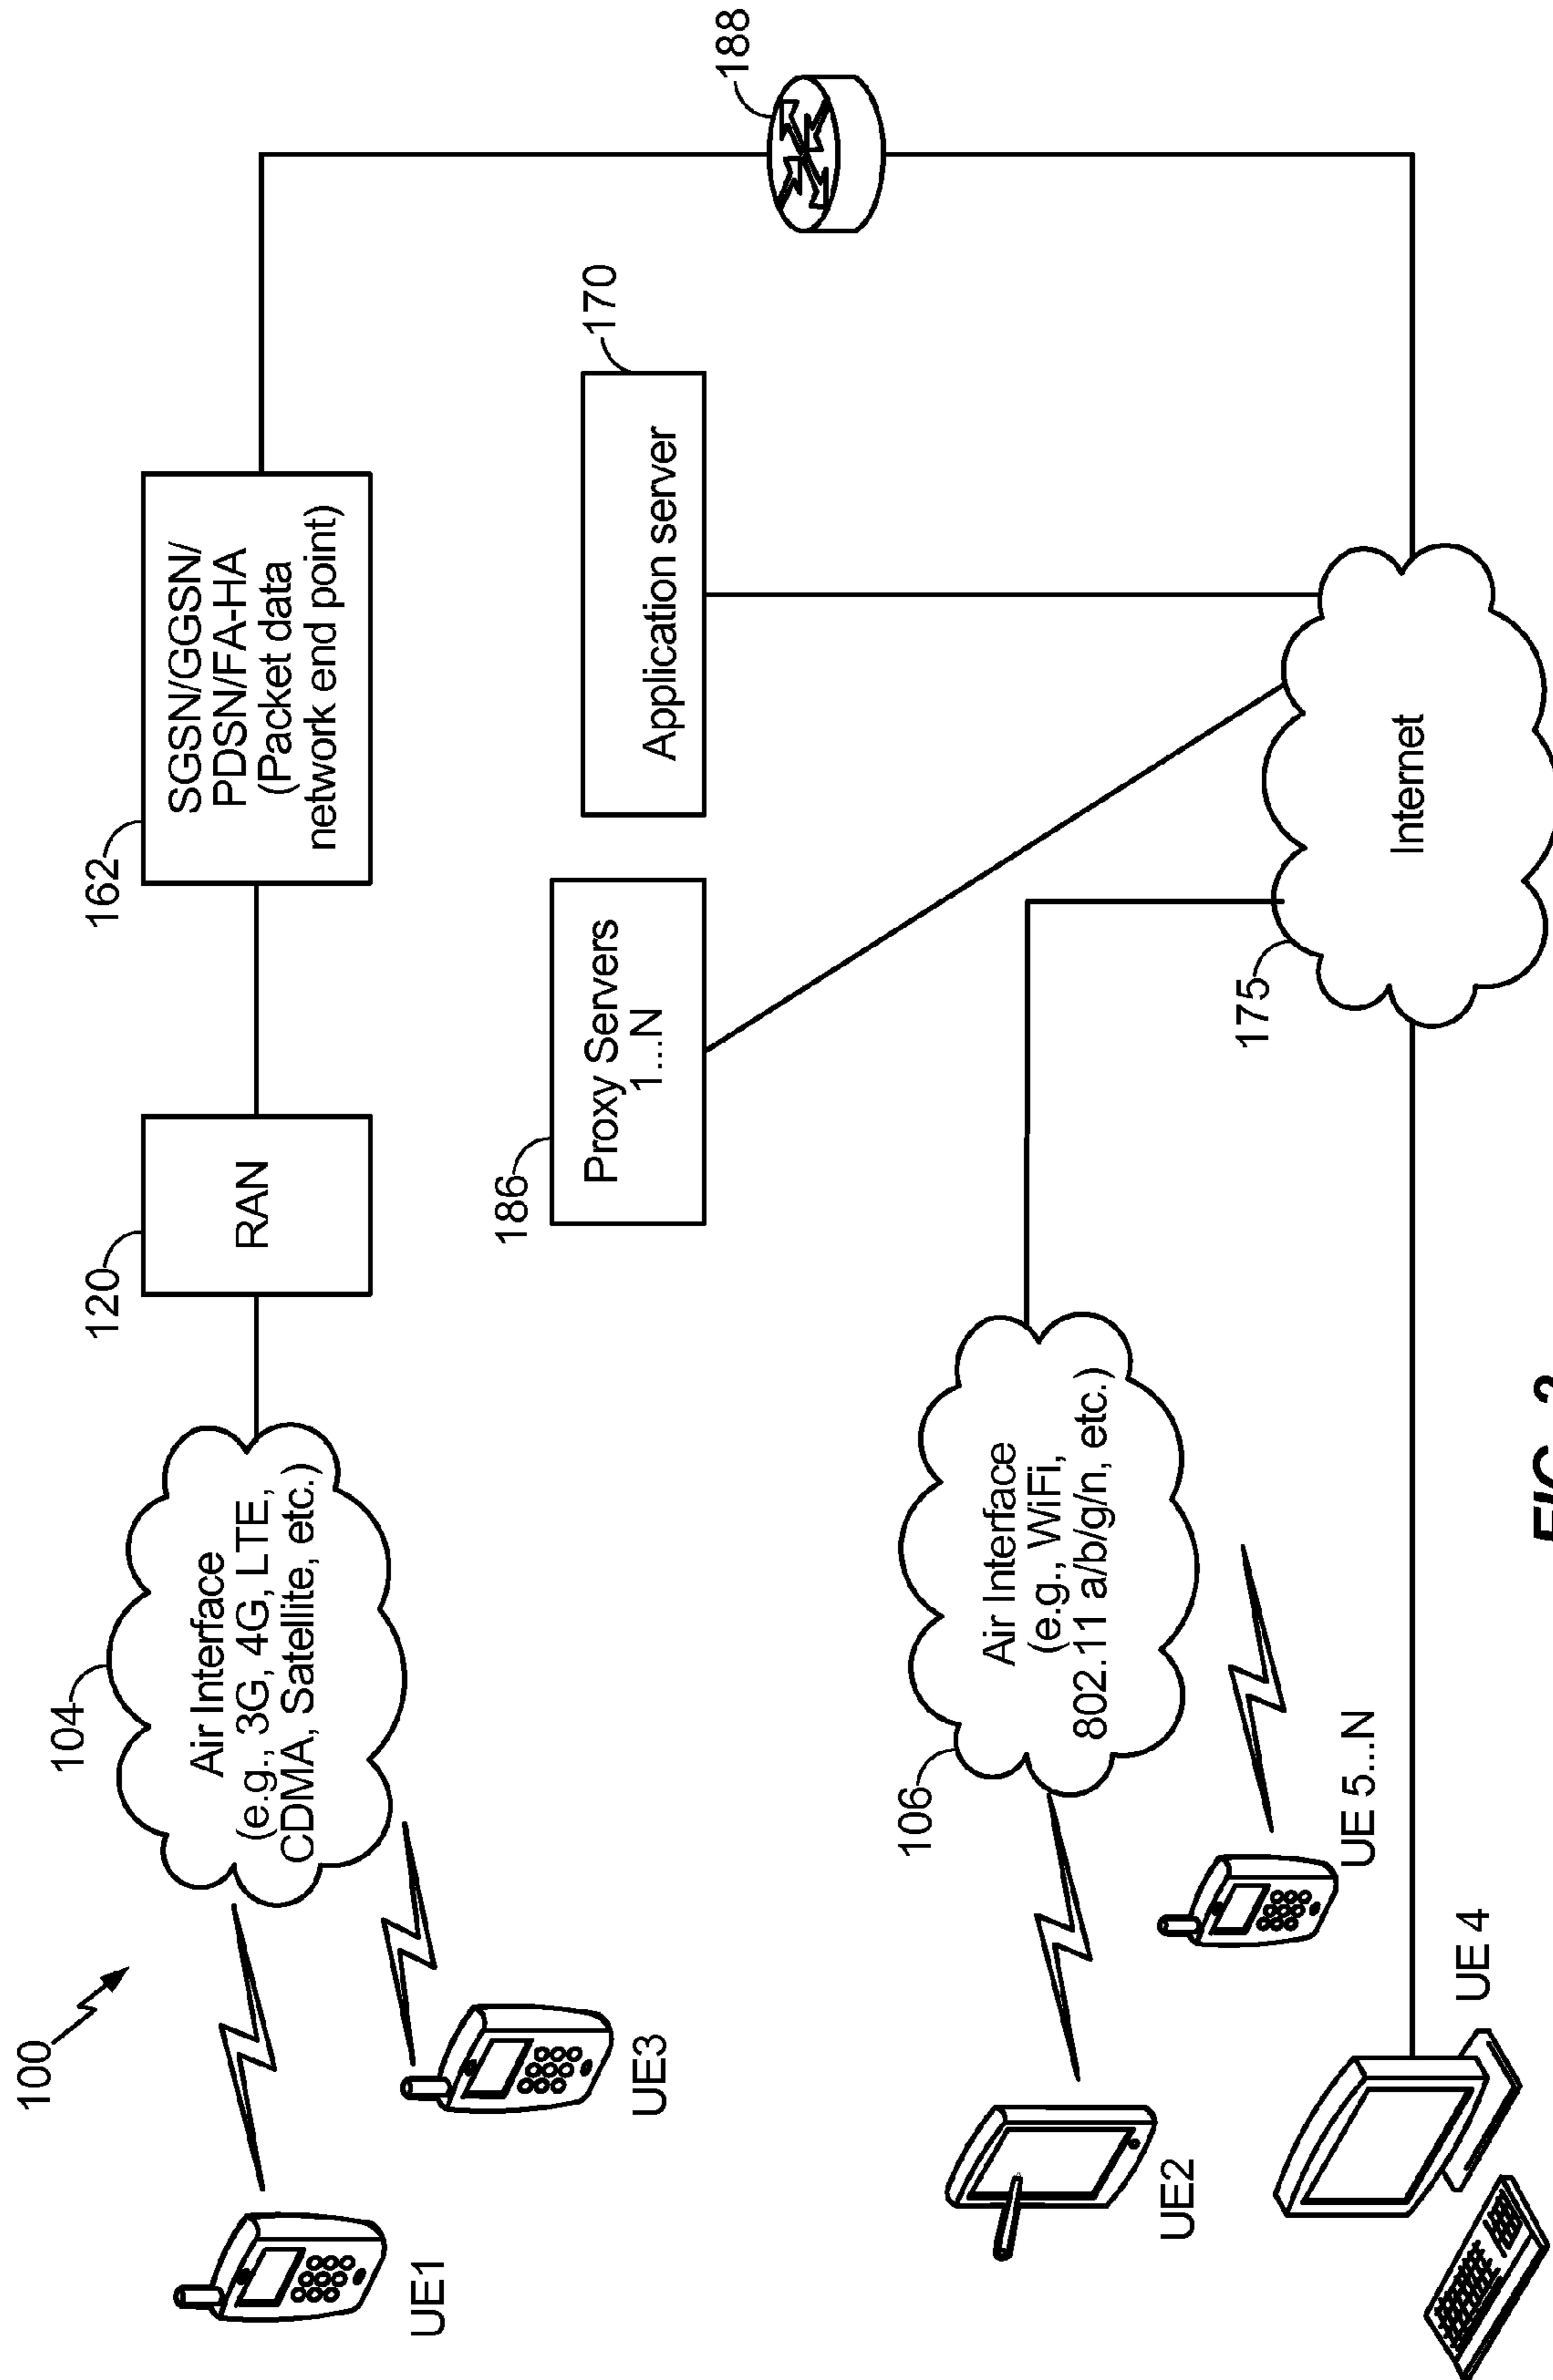 100
104
Air Interface
(e.g., 3G, 4G, LTE,
CDMA, Satellite, etc.)
120
RAN
162
SGSN/GGSN/
PDSN/FA-HA
(Packet data
network end point)
UE1
UE3
186
Proxy Servers
1...N
170
Application server
188
106
Air Interface
(e.g., WiFi,
802.11 a/b/g/n, etc.)
UE2
UE 5...N
175
Internet
UE 4
FIG.